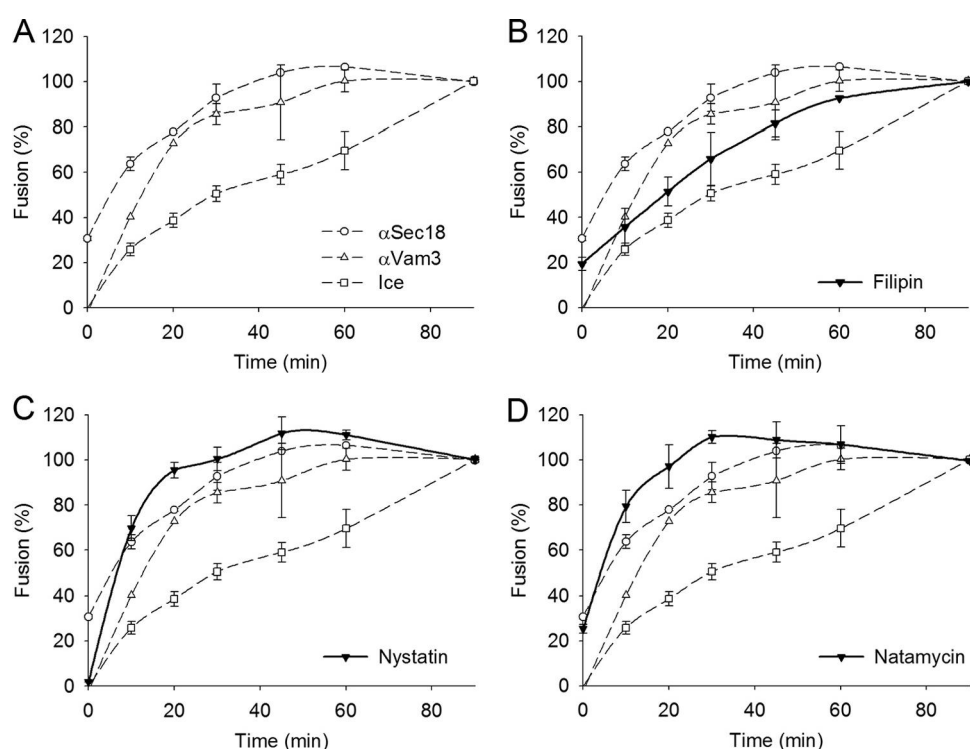 A
120
100
80
60
40
20
0
Fusion (%)
αSec18
αVam3
Ice
0 20 40 60 80
Time (min)
B
120
100
80
60
40
20
0
Fusion (%)
Filipin
0 20 40 60 80
Time (min)
C
120
100
80
60
40
20
0
Fusion (%)
Nystatin
0 20 40 60 80
Time (min)
D
120
100
80
60
40
20
0
Fusion (%)
Natamycin
0 20 40 60 80
Time (min)